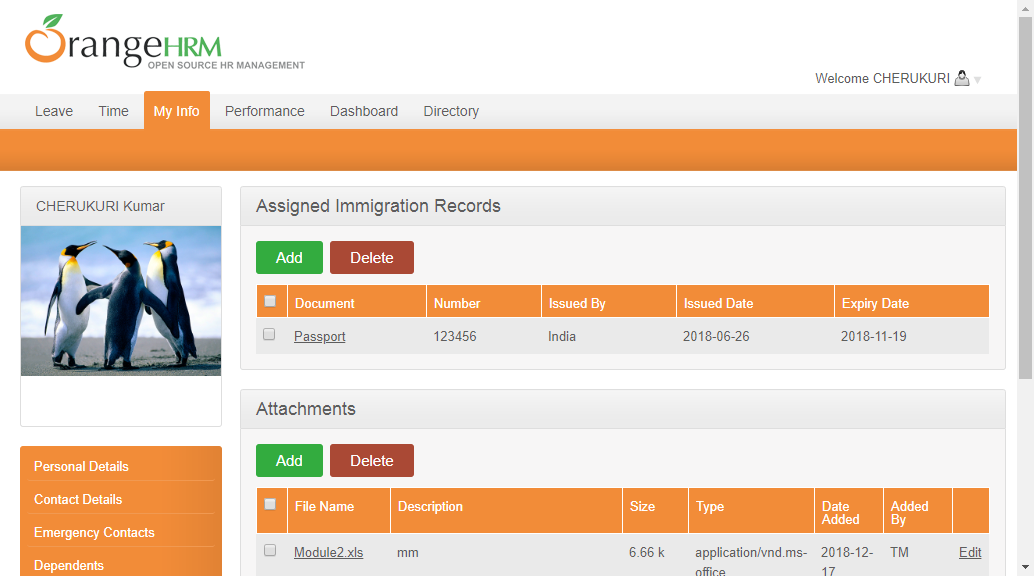 OrangeHRM
OPEN SOURCE HR MANAGEMENT
Welcome CHERUKURI
Leave Time My Info Performance Dashboard Directory
CHERUKURI Kumar
Personal Details
Contact Details
Emergency Contacts
Dependents
Assigned Immigration Records
Add Delete
Document Number Issued By Issued Date Expiry Date
Passport 123456 India 2018-06-26 2018-11-19
Attachments
Add Delete
File Name Description Size Type Date Added Added By
Module2.xls mm 6.66 k application/vnd.ms-office 2018-12-17 TM Edit